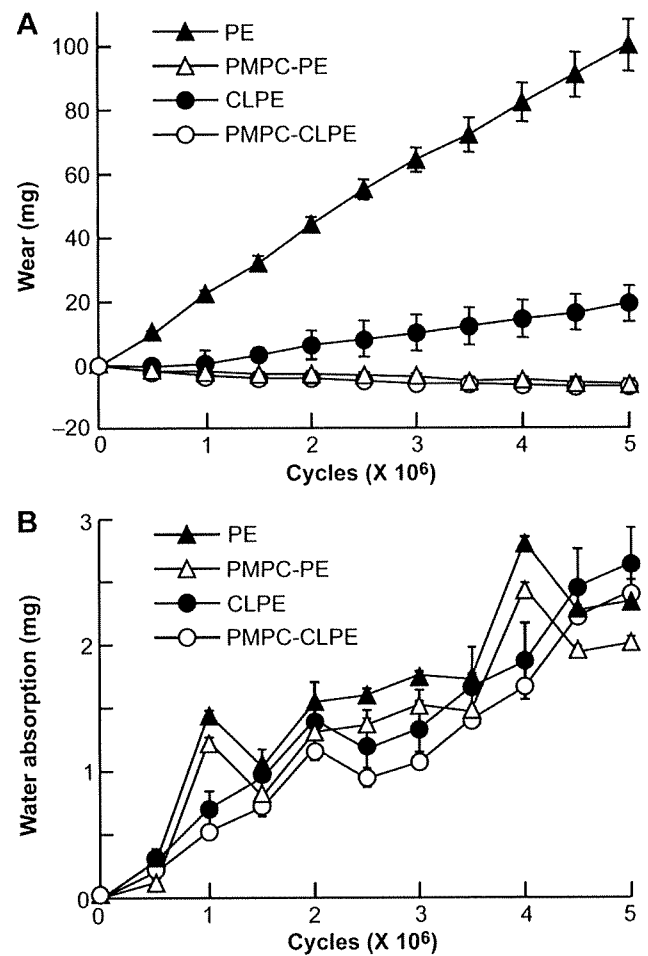 A
PE
PMPC-PE
CLPE
PMPC-CLPE
Wear (mg)
100
80
60
40
20
0
–20
0 1 2 3 4 5
Cycles (X 10⁶)
B
PE
PMPC-PE
CLPE
PMPC-CLPE
Water absorption (mg)
3
2
1
0
0 1 2 3 4 5
Cycles (X 10⁶)